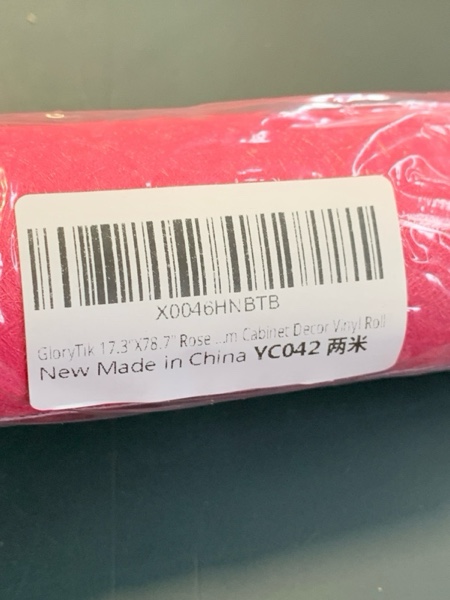 X0046HNBTB
GloryTik 17.3"X78.7" Rose ...m Cabinet Decor Vinyl Roll
New Made in China YC042 两米